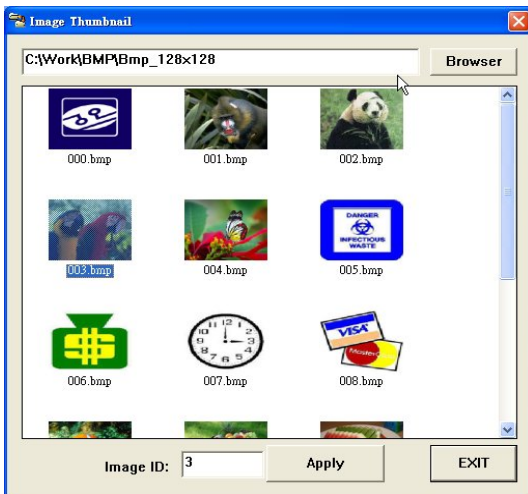 Image Thumbnail
C:\Work\BMP\Bmp_128x128
Browser
000.bmp
001.bmp
002.bmp
003.bmp
004.bmp
DANGER
INFECTIOUS
WASTE
005.bmp
006.bmp
11 12 1
10 2
9 3
8 4
7 6 5
007.bmp
VISA
MasterCard
008.bmp
Image ID:
3
Apply
EXIT